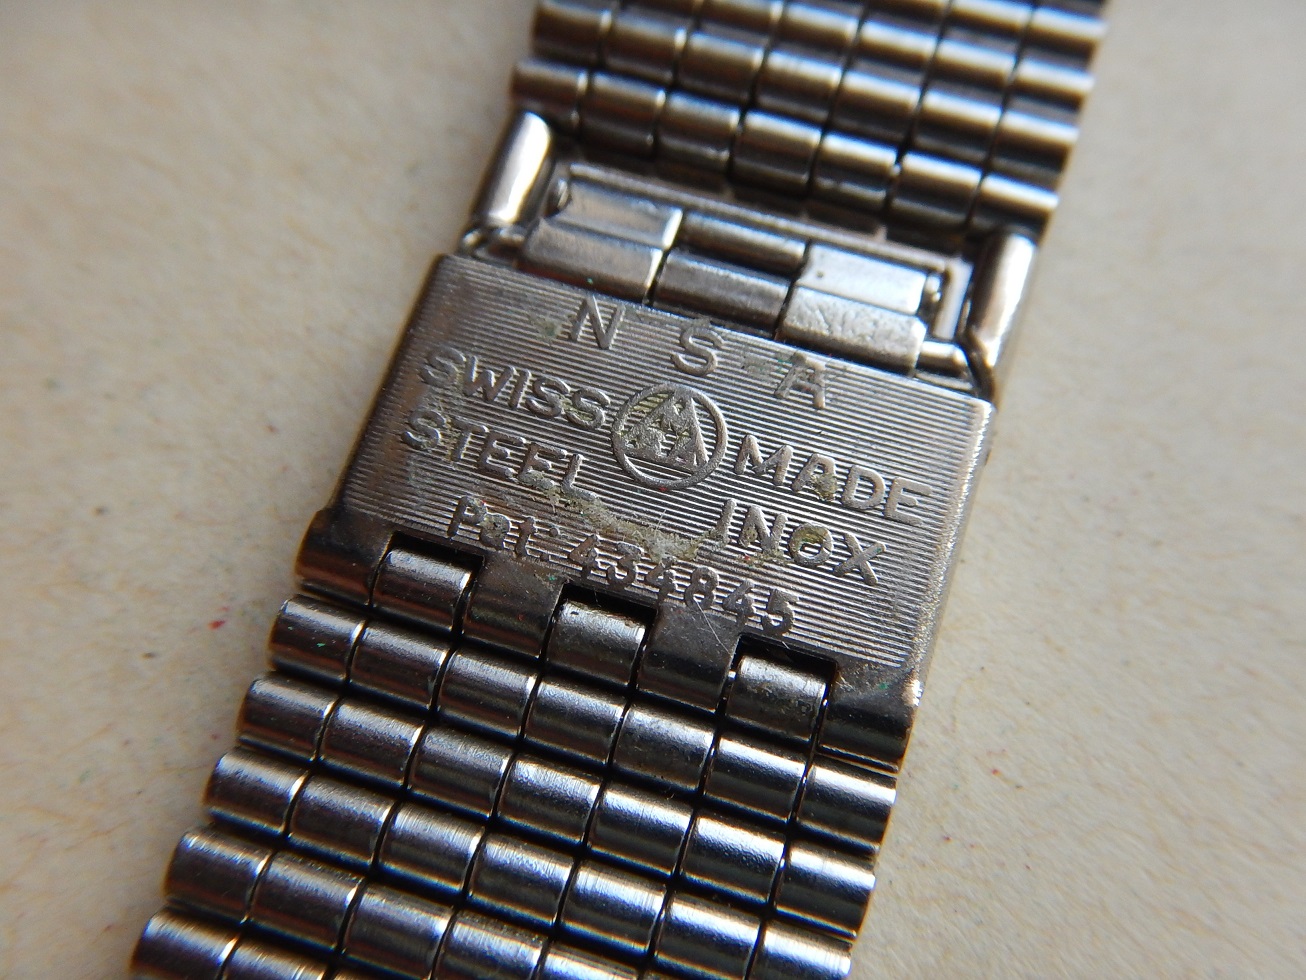 N S A
SWISS MADE
STEEL INOX
Pat. 434845